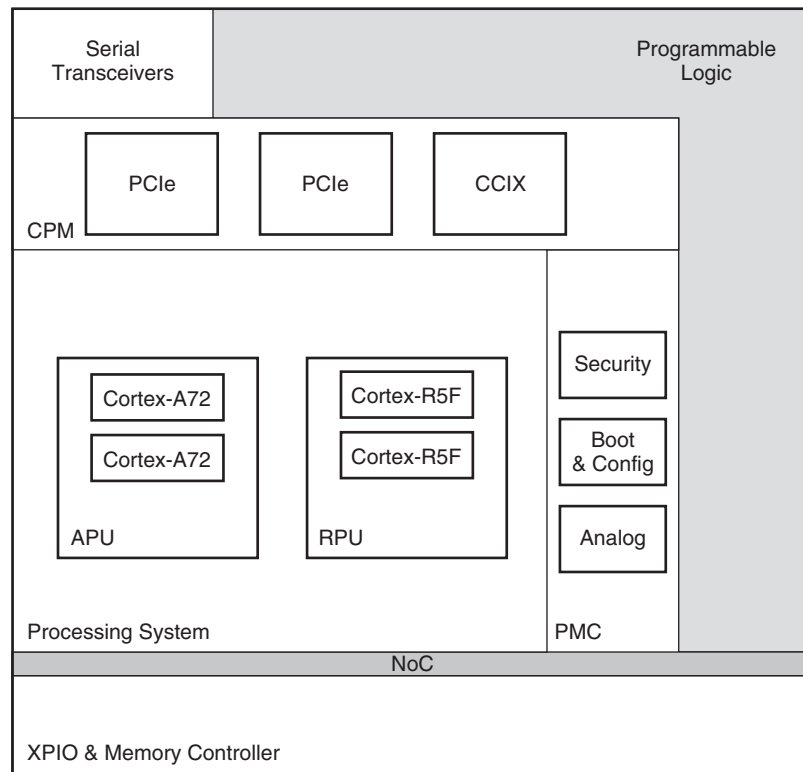 Serial
Transceivers
Programmable
Logic
PCIe
PCIe
CCIX
CPM
Cortex-A72
Cortex-A72
APU
Cortex-R5F
Cortex-R5F
RPU
Processing System
Security
Boot
& Config
Analog
PMC
NoC
XPIO & Memory Controller